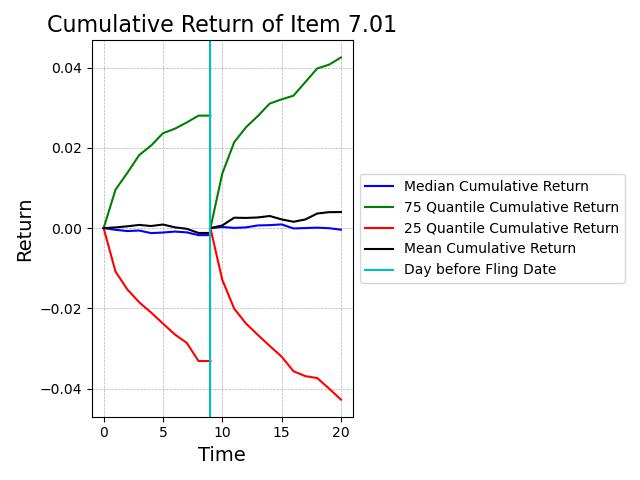 Cumulative Return of Item 7.01
0.04
0.02
0.00
−0.02
−0.04
Return
0 5 10 15 20
Time
Median Cumulative Return
75 Quantile Cumulative Return
25 Quantile Cumulative Return
Mean Cumulative Return
Day before Fling Date